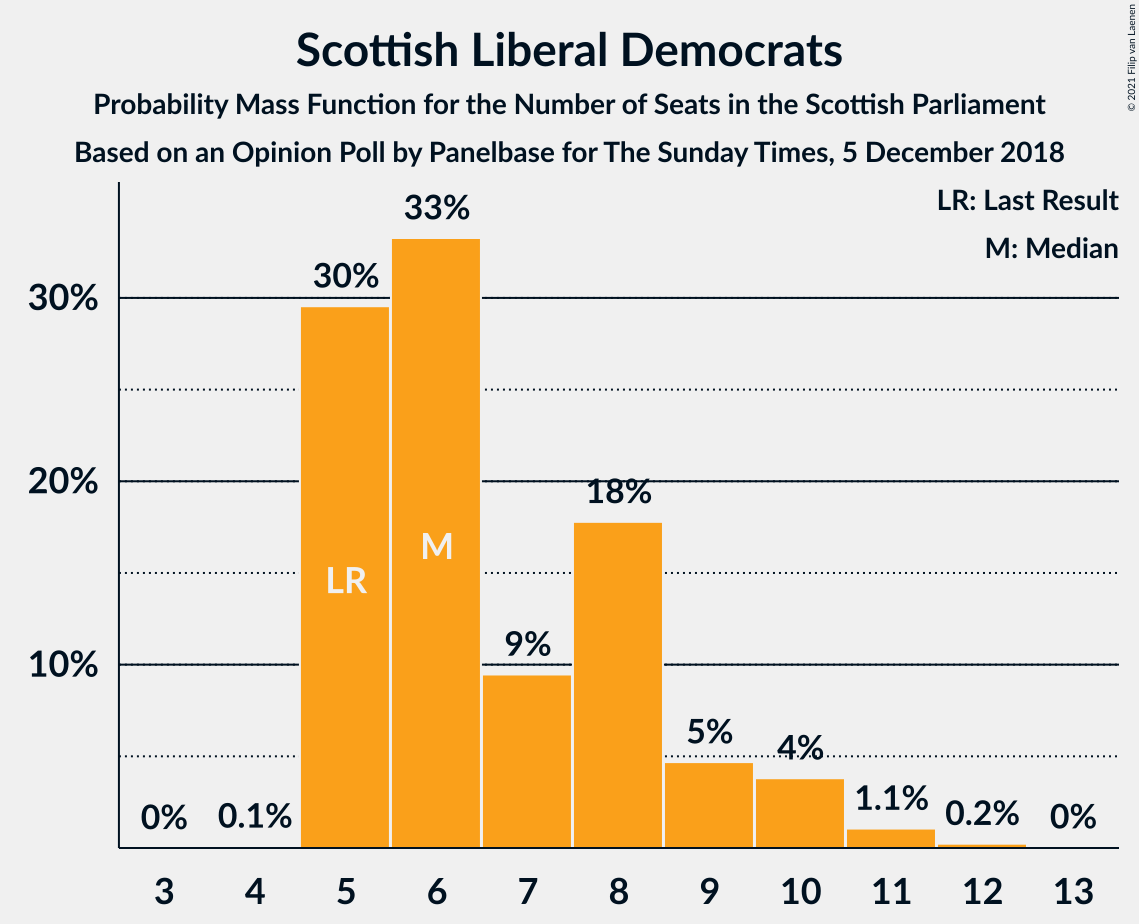 Scottish Liberal Democrats
Probability Mass Function for the Number of Seats in the Scottish Parliament
Based on an Opinion Poll by Panelbase for The Sunday Times, 5 December 2018
© 2021 Filip van Laenen
LR: Last Result
M: Median
33%
30%
30%
20%
18%
M
LR
9%
10%
5%
4%
1.1%
0.2%
0%
0.1%
0%
3 4 5 6 7 8 9 10 11 12 13